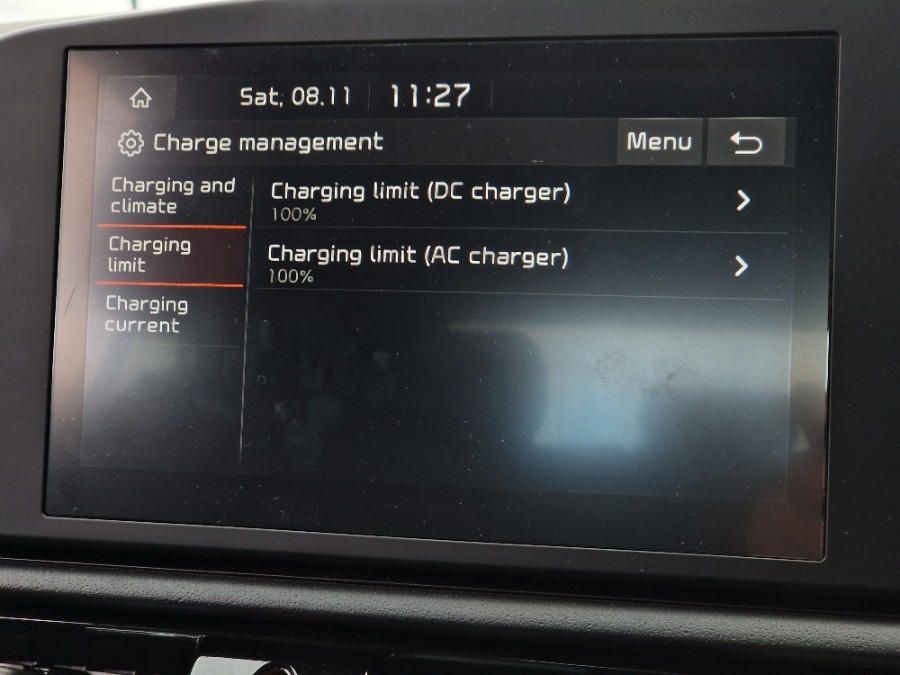 Sat, 08.11 11:27
Charge management Menu
Charging and
climate
Charging
limit
Charging
current
Charging limit (DC charger)
100%
Charging limit (AC charger)
100%